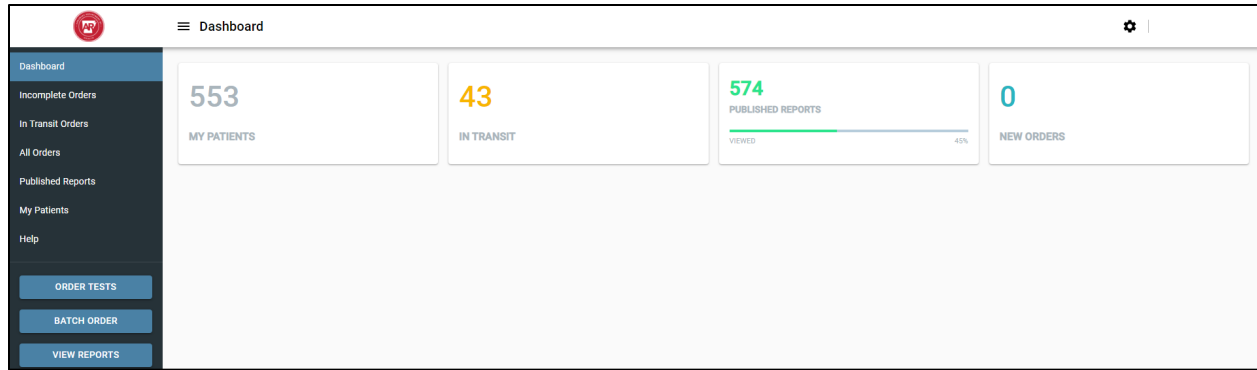 AR
Dashboard
Dashboard
Incomplete Orders
In Transit Orders
All Orders
Published Reports
My Patients
Help
ORDER TESTS
BATCH ORDER
VIEW REPORTS
553
MY PATIENTS
43
IN TRANSIT
574
PUBLISHED REPORTS
VIEWED 45%
0
NEW ORDERS